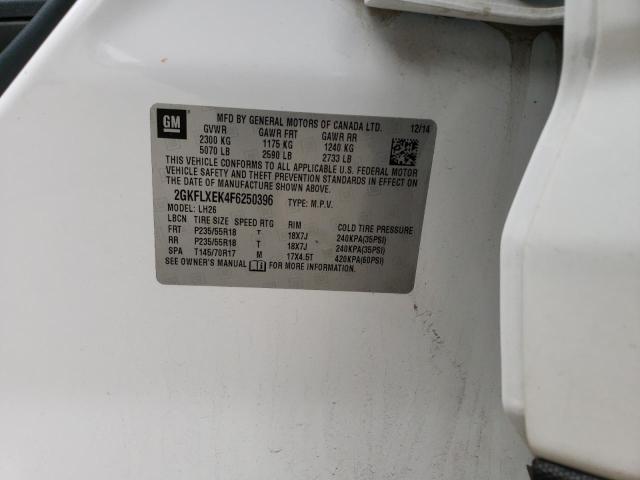 GM
MFD BY GENERAL MOTORS OF CANADA LTD. 12/14
GVWR GAWR FRT GAWR RR
2300 KG 1175 KG 1240 KG
5070 LB 2590 LB 2733 LB
THIS VEHICLE CONFORMS TO ALL APPLICABLE U.S. FEDERAL MOTOR
VEHICLE SAFETY, BUMPER, AND THEFT PREVENTION STANDARDS
IN EFFECT ON THE DATE OF MANUFACTURE SHOWN ABOVE.
2GKFLXEK4F6250396 TYPE: M.P.V.
MODEL: LH26
LBCN TIRE SIZE SPEED RTG RIM COLD TIRE PRESSURE
FRT P235/55R18 T 18X7J 240KPA(35PSI)
RR P235/55R18 T 18X7J 240KPA(35PSI)
SPA T145/70R17 M 17X4.5T 420KPA(60PSI)
SEE OWNER'S MANUAL FOR MORE INFORMATION.